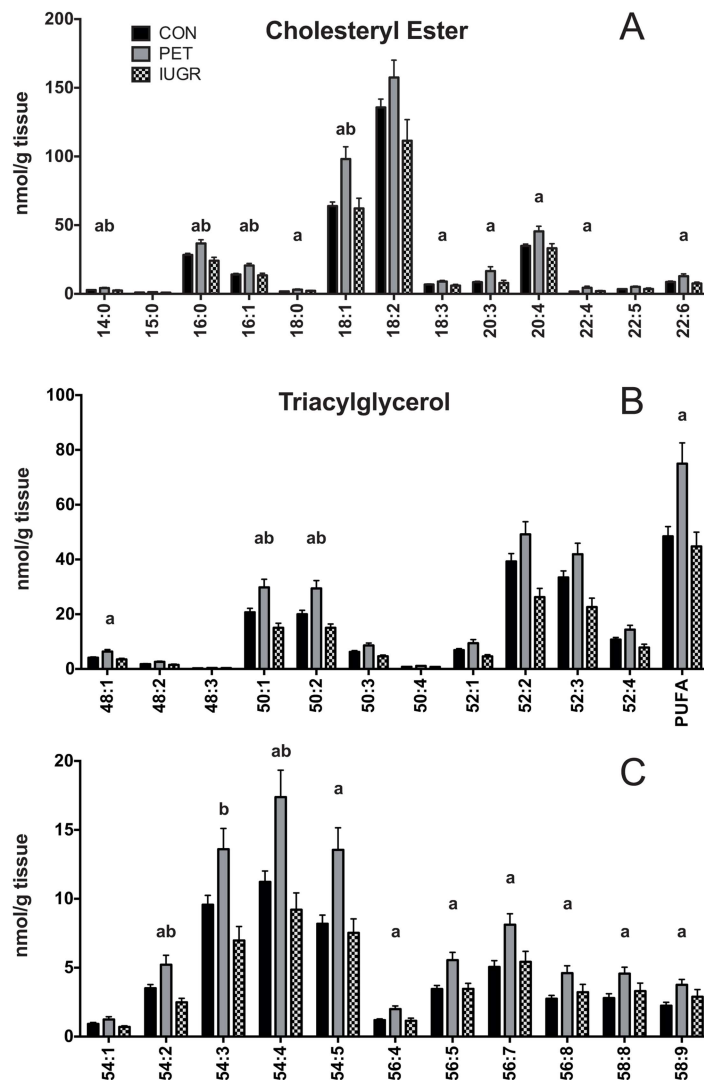 Cholesteryl Ester
A
CON
PET
IUGR
nmol/g tissue
200
150
100
50
0
ab
ab
ab
a
ab
a
a
a
a
a
14:0
15:0
16:0
16:1
18:0
18:1
18:2
18:3
20:3
20:4
22:4
22:5
22:6
Triacylglycerol
B
nmol/g tissue
100
80
60
40
20
0
a
ab
ab
a
48:1
48:2
48:3
50:1
50:2
50:3
50:4
52:1
52:2
52:3
52:4
PUFA
C
nmol/g tissue
20
15
10
5
0
ab
b
ab
a
a
a
a
a
a
a
54:1
54:2
54:3
54:4
54:5
56:4
56:5
56:7
56:8
58:8
58:9